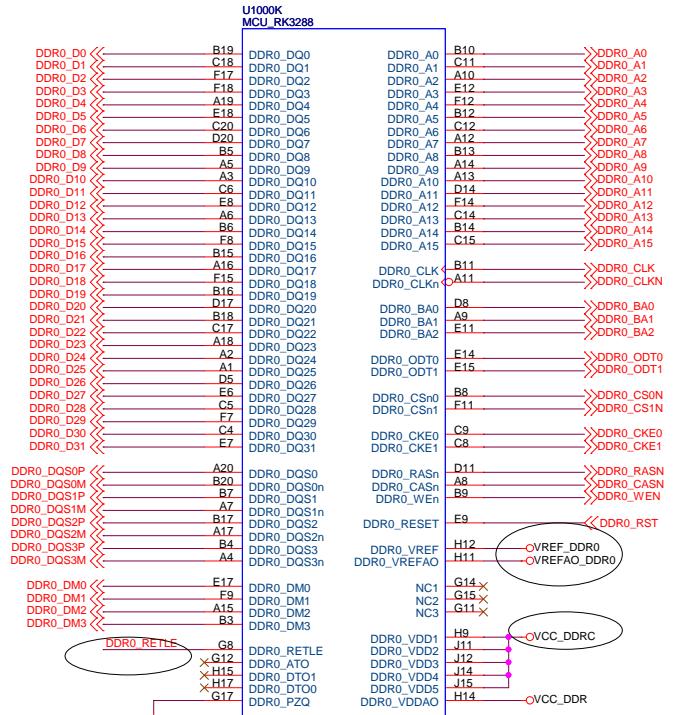 U1000K
MCU_RK3288
DDR0_D0 B19 DDR0_DQ0 DDR0_A0 B10 DDR0_A0
DDR0_D1 C18 DDR0_DQ1 DDR0_A1 C11 DDR0_A1
DDR0_D2 F17 DDR0_DQ2 DDR0_A2 A10 DDR0_A2
DDR0_D3 F18 DDR0_DQ3 DDR0_A3 E12 DDR0_A3
DDR0_D4 A19 DDR0_DQ4 DDR0_A4 F12 DDR0_A4
DDR0_D5 E18 DDR0_DQ5 DDR0_A5 B12 DDR0_A5
DDR0_D6 C20 DDR0_DQ6 DDR0_A6 C12 DDR0_A6
DDR0_D7 D20 DDR0_DQ7 DDR0_A7 A12 DDR0_A7
DDR0_D8 B5 DDR0_DQ8 DDR0_A8 B13 DDR0_A8
DDR0_D9 A5 DDR0_DQ9 DDR0_A9 A14 DDR0_A9
DDR0_D10 A3 DDR0_DQ10 DDR0_A10 A13 DDR0_A10
DDR0_D11 C6 DDR0_DQ11 DDR0_A11 D14 DDR0_A11
DDR0_D12 E8 DDR0_DQ12 DDR0_A12 F14 DDR0_A12
DDR0_D13 A6 DDR0_DQ13 DDR0_A13 C14 DDR0_A13
DDR0_D14 B6 DDR0_DQ14 DDR0_A14 B14 DDR0_A14
DDR0_D15 F8 DDR0_DQ15 DDR0_A15 C15 DDR0_A15
DDR0_D16 B15 DDR0_DQ16
DDR0_D17 A16 DDR0_DQ17 DDR0_CLK B11 DDR0_CLK
DDR0_D18 F15 DDR0_DQ18 DDR0_CLKn A11 DDR0_CLKN
DDR0_D19 B16 DDR0_DQ19
DDR0_D20 D17 DDR0_DQ20 DDR0_BA0 D8 DDR0_BA0
DDR0_D21 B18 DDR0_DQ21 DDR0_BA1 A9 DDR0_BA1
DDR0_D22 C17 DDR0_DQ22 DDR0_BA2 E11 DDR0_BA2
DDR0_D23 A18 DDR0_DQ23
DDR0_D24 A2 DDR0_DQ24 DDR0_ODT0 E14 DDR0_ODT0
DDR0_D25 A1 DDR0_DQ25 DDR0_ODT1 E15 DDR0_ODT1
DDR0_D26 D5 DDR0_DQ26
DDR0_D27 E6 DDR0_DQ27 DDR0_CSn0 B8 DDR0_CS0N
DDR0_D28 C5 DDR0_DQ28 DDR0_CSn1 F11 DDR0_CS1N
DDR0_D29 F7 DDR0_DQ29
DDR0_D30 C4 DDR0_DQ30 DDR0_CKE0 C9 DDR0_CKE0
DDR0_D31 E7 DDR0_DQ31 DDR0_CKE1 C8 DDR0_CKE1
DDR0_DQS0P A20 DDR0_DQS0 DDR0_RASn D11 DDR0_RASN
DDR0_DQS0M B20 DDR0_DQS0n DDR0_CASn A8 DDR0_CASN
DDR0_DQS1P B7 DDR0_DQS1 DDR0_WEn B9 DDR0_WEN
DDR0_DQS1M A7 DDR0_DQS1n
DDR0_DQS2P B17 DDR0_DQS2 DDR0_RESET E9 DDR0_RST
DDR0_DQS2M A17 DDR0_DQS2n
DDR0_DQS3P B4 DDR0_DQS3 DDR0_VREF H12 VREF_DDR0
DDR0_DQS3M A4 DDR0_DQS3n DDR0_VREFAO H11 VREFAO_DDR0
DDR0_DM0 E17 DDR0_DM0 NC1 G14
DDR0_DM1 F9 DDR0_DM1 NC2 G15
DDR0_DM2 A15 DDR0_DM2 NC3 G11
DDR0_DM3 B3 DDR0_DM3
DDR0_VDD1 H9 VCC_DDRC
DDR0_RETLE G8 DDR0_RETLE DDR0_VDD2 J11
G12 DDR0_ATO DDR0_VDD3 J12
H15 DDR0_DTO1 DDR0_VDD4 J14
H17 DDR0_DTO0 DDR0_VDD5 J15
G17 DDR0_PZQ DDR0_VDDAO H14 VCC_DDR